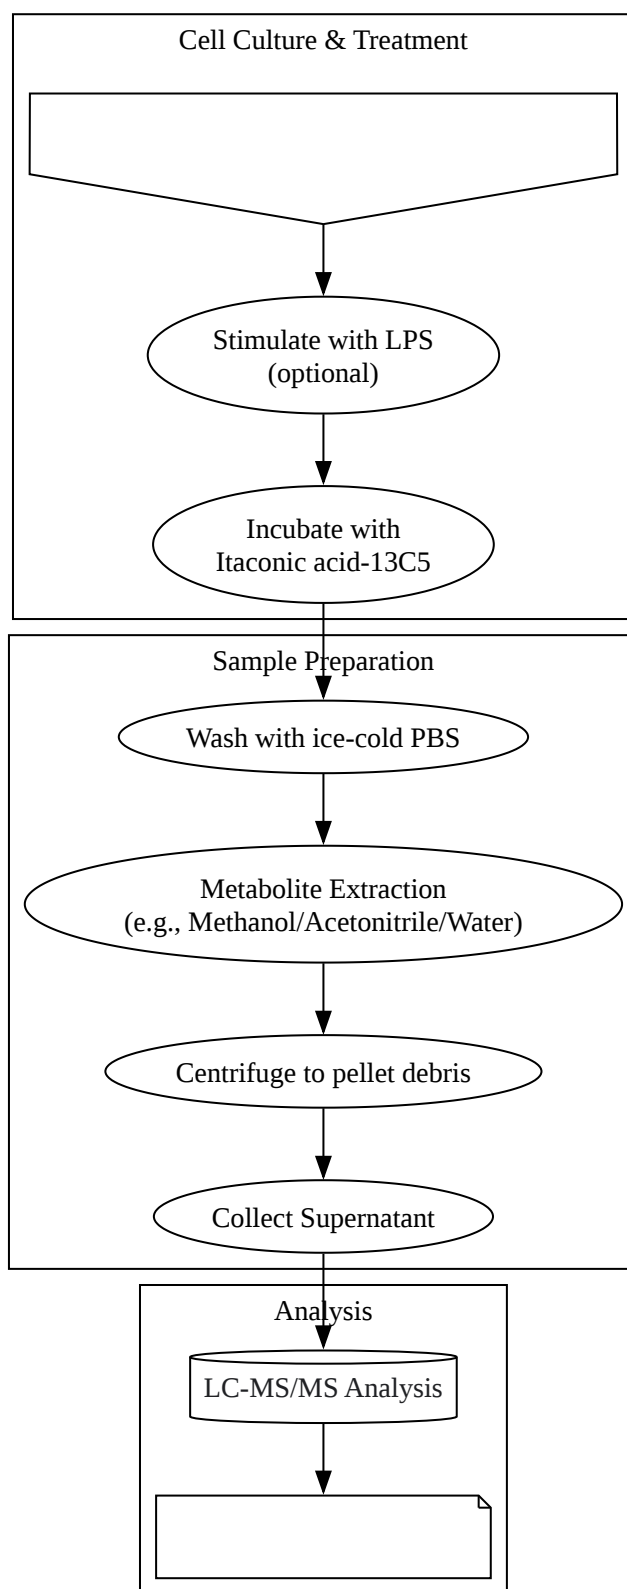 Cell Culture & Treatment
Stimulate with LPS
(optional)
Incubate with
Itaconic acid-13C5
Sample Preparation
Wash with ice-cold PBS
Metabolite Extraction
(e.g., Methanol/Acetonitrile/Water)
Centrifuge to pellet debris
Collect Supernatant
Analysis
LC-MS/MS Analysis